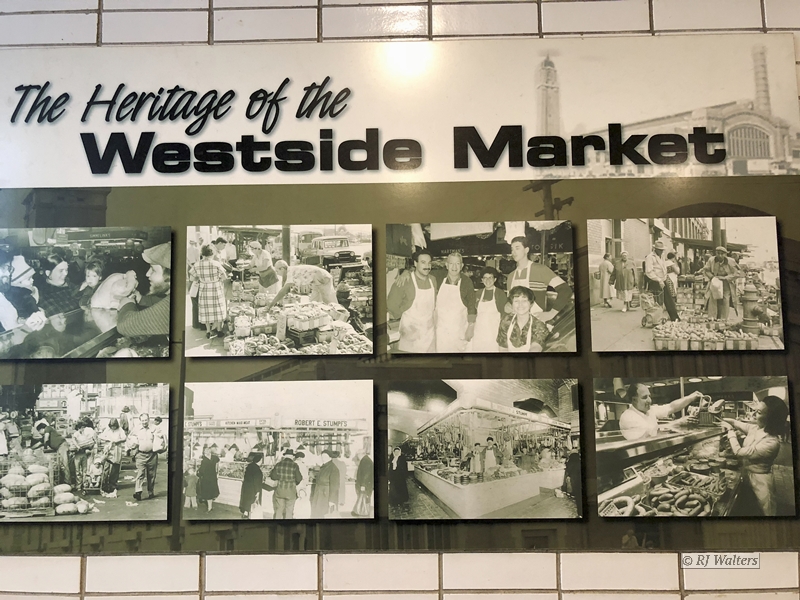 The Heritage of the
Westside Market
ROBERT E. STUMPF'S
© RJ Walters